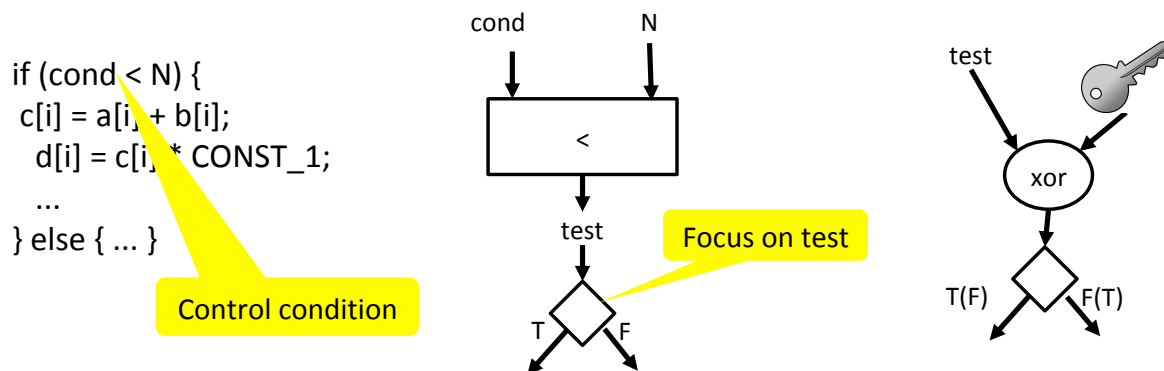 if (cond < N) {
c[i] = a[i] + b[i];
d[i] = c[i] * CONST_1;
...
} else { ... }
Control condition
cond
N
<
test
Focus on test
T
F
test
xor
T(F)
F(T)